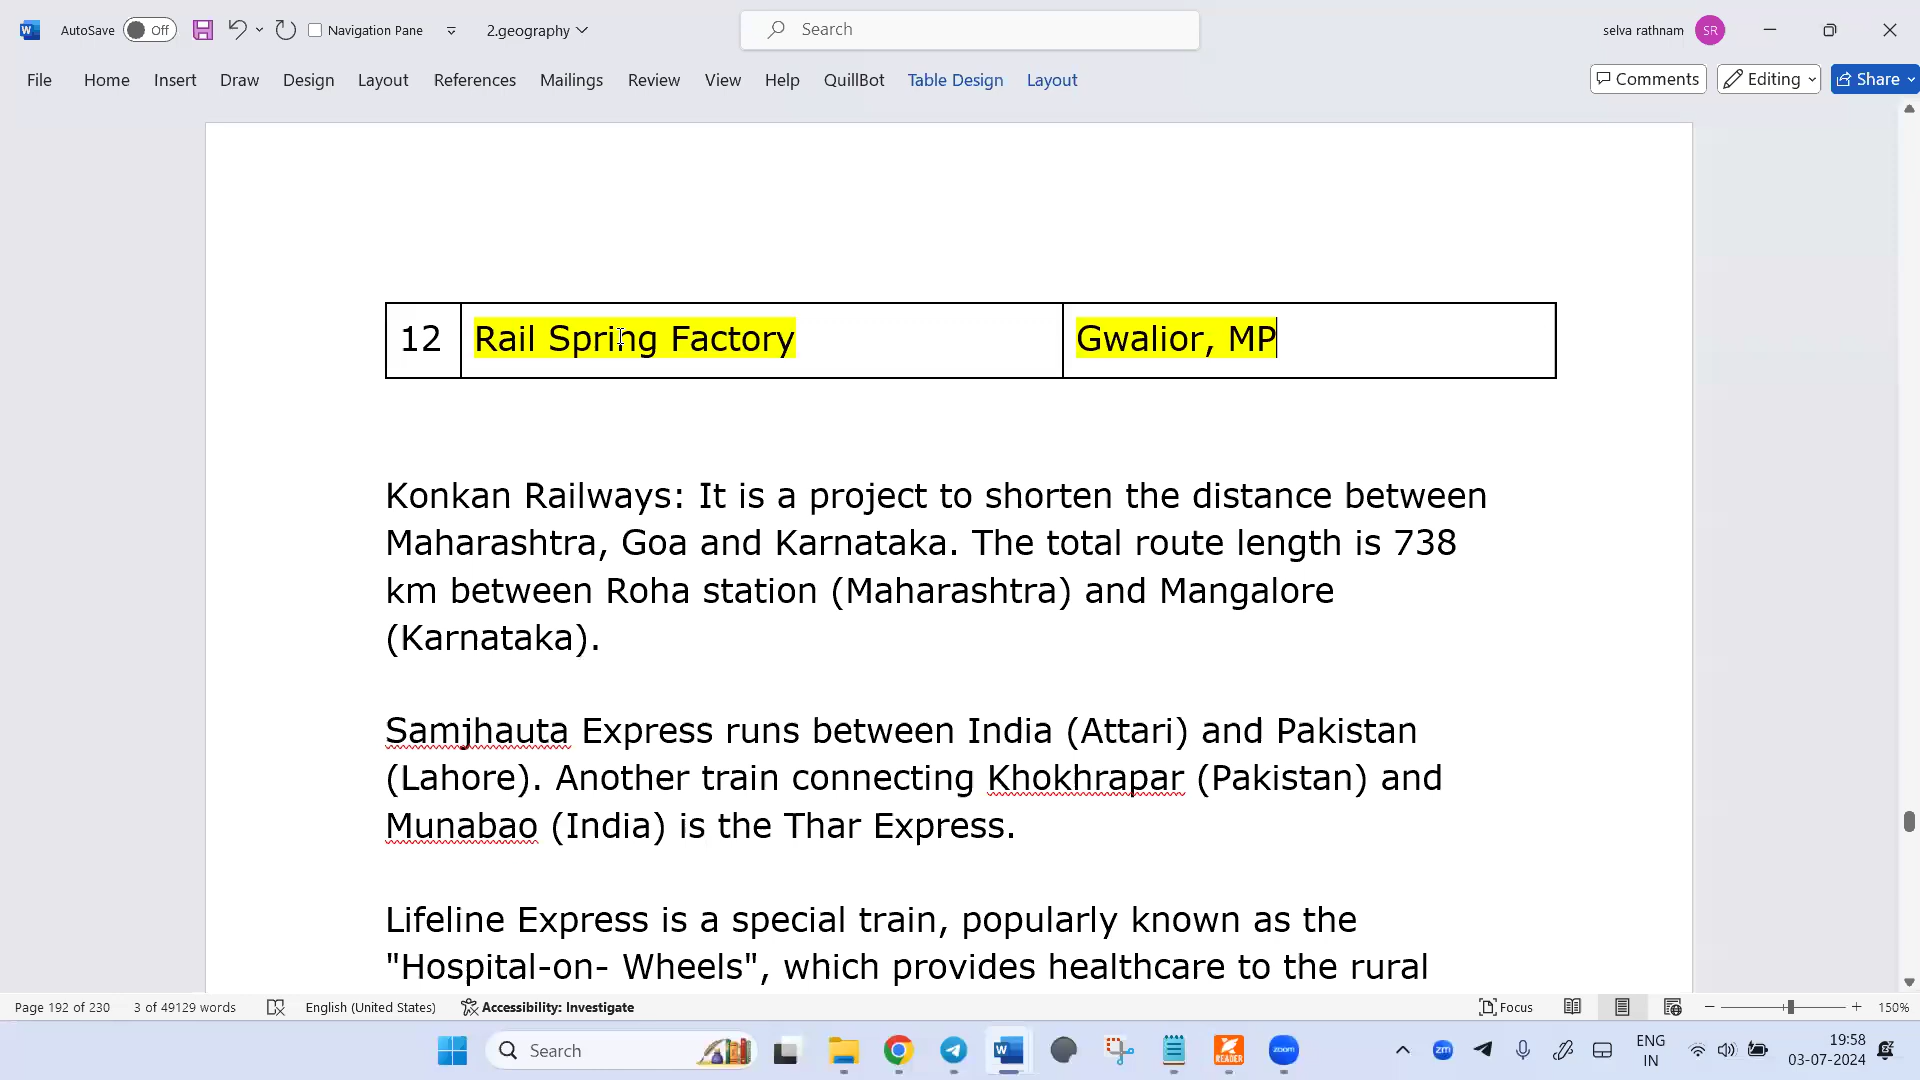 AutoSave Off Navigation Pane 2.geography Search selva rathnam SR
File Home Insert Draw Design Layout References Mailings Review View Help QuillBot Table Design Layout Comments Editing Share
12 Rail Spring Factory Gwalior, MP
Konkan Railways: It is a project to shorten the distance between
Maharashtra, Goa and Karnataka. The total route length is 738
km between Roha station (Maharashtra) and Mangalore
(Karnataka).
Samjhauta Express runs between India (Attari) and Pakistan
(Lahore). Another train connecting Khokhrapar (Pakistan) and
Munabao (India) is the Thar Express.
Lifeline Express is a special train, popularly known as the
"Hospital-on- Wheels", which provides healthcare to the rural
Page 192 of 230 3 of 49129 words English (United States) Accessibility: Investigate Focus 150%
Search W READER zoom zm ENG 19:58
IN 03-07-2024